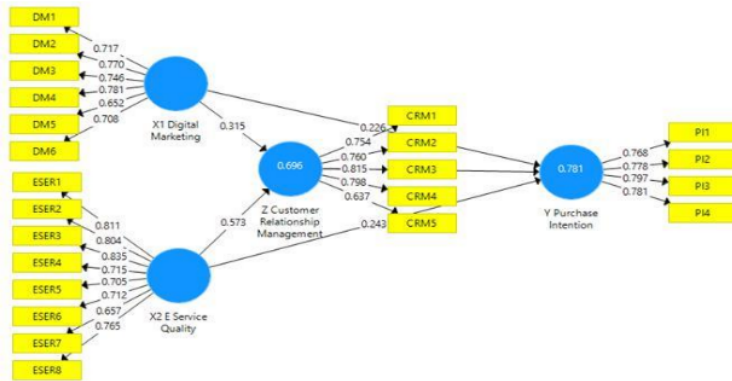 DM1
DM2
DM3
DM4
DM5
DM6
0.717
0.770
0.746
0.781
0.652
0.708
X1 Digital
Marketing
0.315
ESER1
ESER2
ESER3
ESER4
ESER5
ESER6
ESER7
ESER8
0.811
0.804
0.835
0.715
0.705
0.712
0.657
0.765
X2 E Service
Quality
0.573
0.696
Z Customer
Relationship
Management
0.226
0.754
0.760
0.815
0.798
0.637
0.243
CRM1
CRM2
CRM3
CRM4
CRM5
0.781
Y Purchase
Intention
0.768
0.778
0.797
0.781
PI1
PI2
PI3
PI4